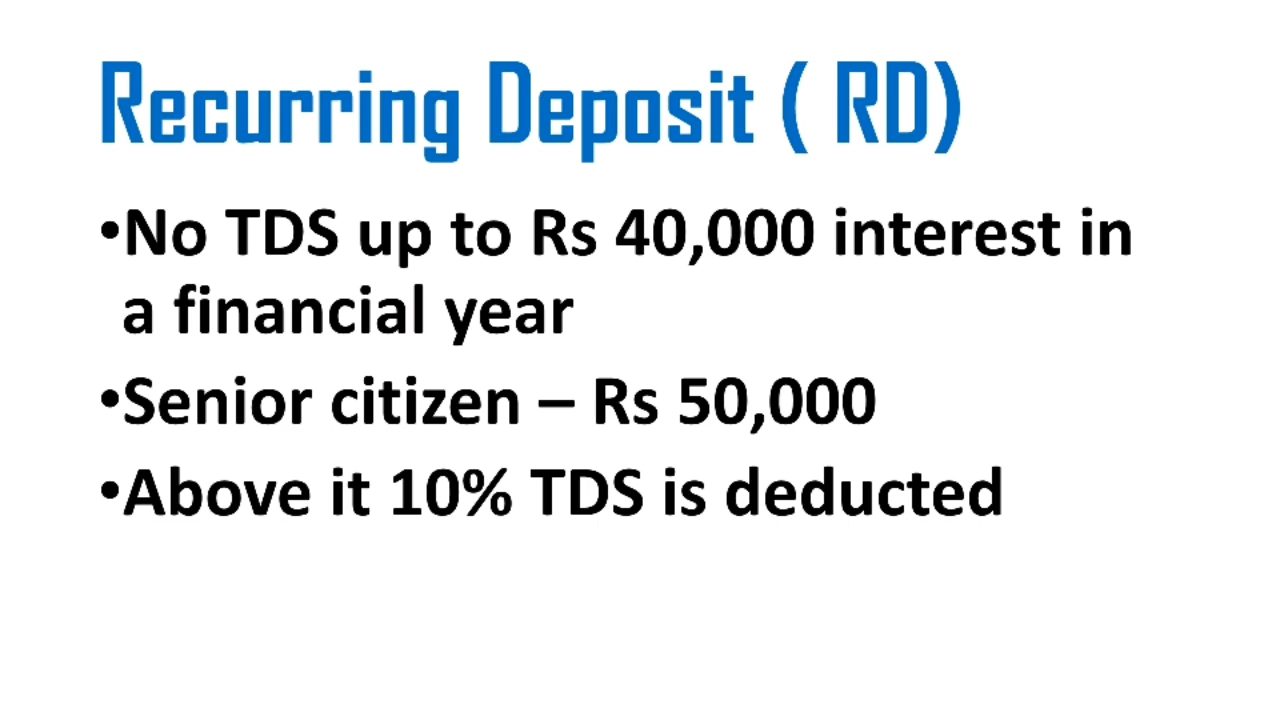 Recurring Deposit ( RD)
•No TDS up to Rs 40,000 interest in
a financial year
•Senior citizen – Rs 50,000
•Above it 10% TDS is deducted